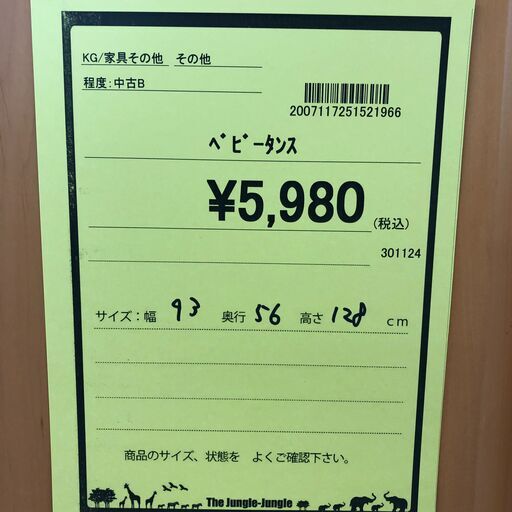 KG/家具その他 その他
程度:中古B
2007117251521966
ﾍﾞﾋﾞｰﾀﾝｽ
¥5,980(税込)
301124
サイズ:幅 93 奥行 56 高さ 128 cm
商品のサイズ、状態を よくご確認下さい。
The Jungle-Jungle